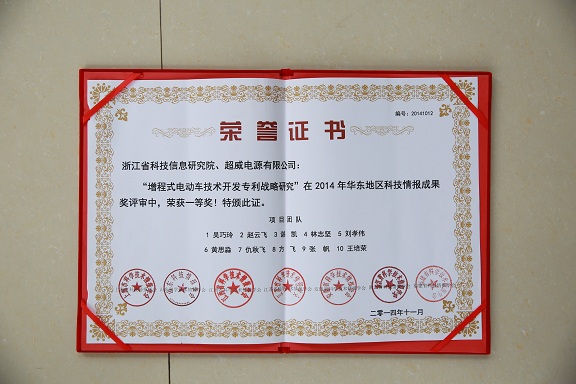 编号：20141012
荣誉证书
浙江省科技信息研究院、超威电源有限公司：
“增程式电动车技术开发专利战略研究”在2014年华东地区科技情报成果
奖评审中，荣获一等奖！特颁此证。
项目团队
1 吴巧玲 2 赵云飞 3 凯 4 林志坚 5 刘孝伟
6 黄思淼 7 仇秋飞 8 方 飞 9 张 帆 10 王培荣
二零一四年十一月